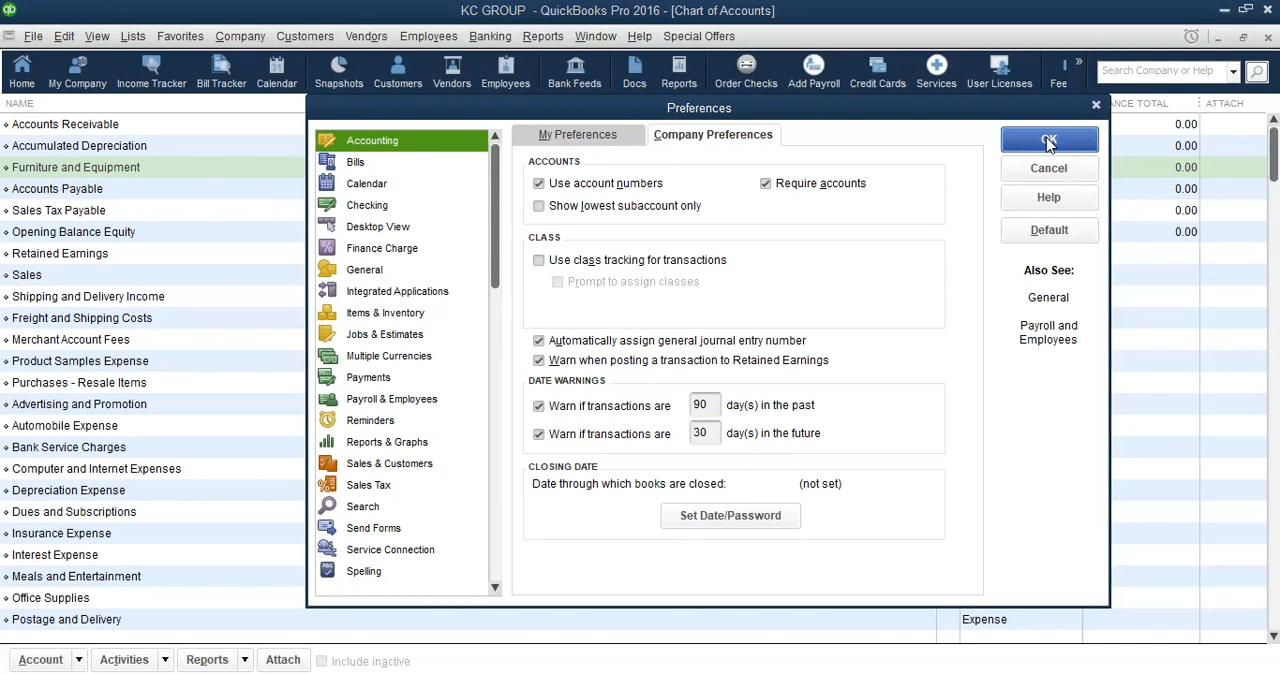 qb KC GROUP - QuickBooks Pro 2016 - [Chart of Accounts]
File Edit View Lists Favorites Company Customers Vendors Employees Banking Reports Window Help Special Offers
Home My Company Income Tracker Bill Tracker Calendar Snapshots Customers Vendors Employees Bank Feeds Docs Reports Order Checks Add Payroll Credit Cards Services User Licenses Fee » Search Company or Help
NAME
ANCE TOTAL ATTACH
Accounts Receivable 0.00
Accumulated Depreciation 0.00
Furniture and Equipment 0.00
Accounts Payable 0.00
Sales Tax Payable 0.00
Opening Balance Equity 0.00
Retained Earnings
Sales
Shipping and Delivery Income
Freight and Shipping Costs
Merchant Account Fees
Product Samples Expense
Purchases - Resale Items
Advertising and Promotion
Automobile Expense
Bank Service Charges
Computer and Internet Expenses
Depreciation Expense
Dues and Subscriptions
Insurance Expense
Interest Expense
Meals and Entertainment
Office Supplies
Postage and Delivery Expense
Preferences
Accounting
Bills
Calendar
Checking
Desktop View
Finance Charge
General
Integrated Applications
Items & Inventory
Jobs & Estimates
Multiple Currencies
Payments
Payroll & Employees
Reminders
Reports & Graphs
Sales & Customers
Sales Tax
Search
Send Forms
Service Connection
Spelling
My Preferences Company Preferences
ACCOUNTS
Use account numbers Require accounts
Show lowest subaccount only
CLASS
Use class tracking for transactions
Prompt to assign classes
Automatically assign general journal entry number
Warn when posting a transaction to Retained Earnings
DATE WARNINGS
Warn if transactions are 90 day(s) in the past
Warn if transactions are 30 day(s) in the future
CLOSING DATE
Date through which books are closed: (not set)
Set Date/Password
OK
Cancel
Help
Default
Also See:
General
Payroll and
Employees
Account Activities Reports Attach Include inactive